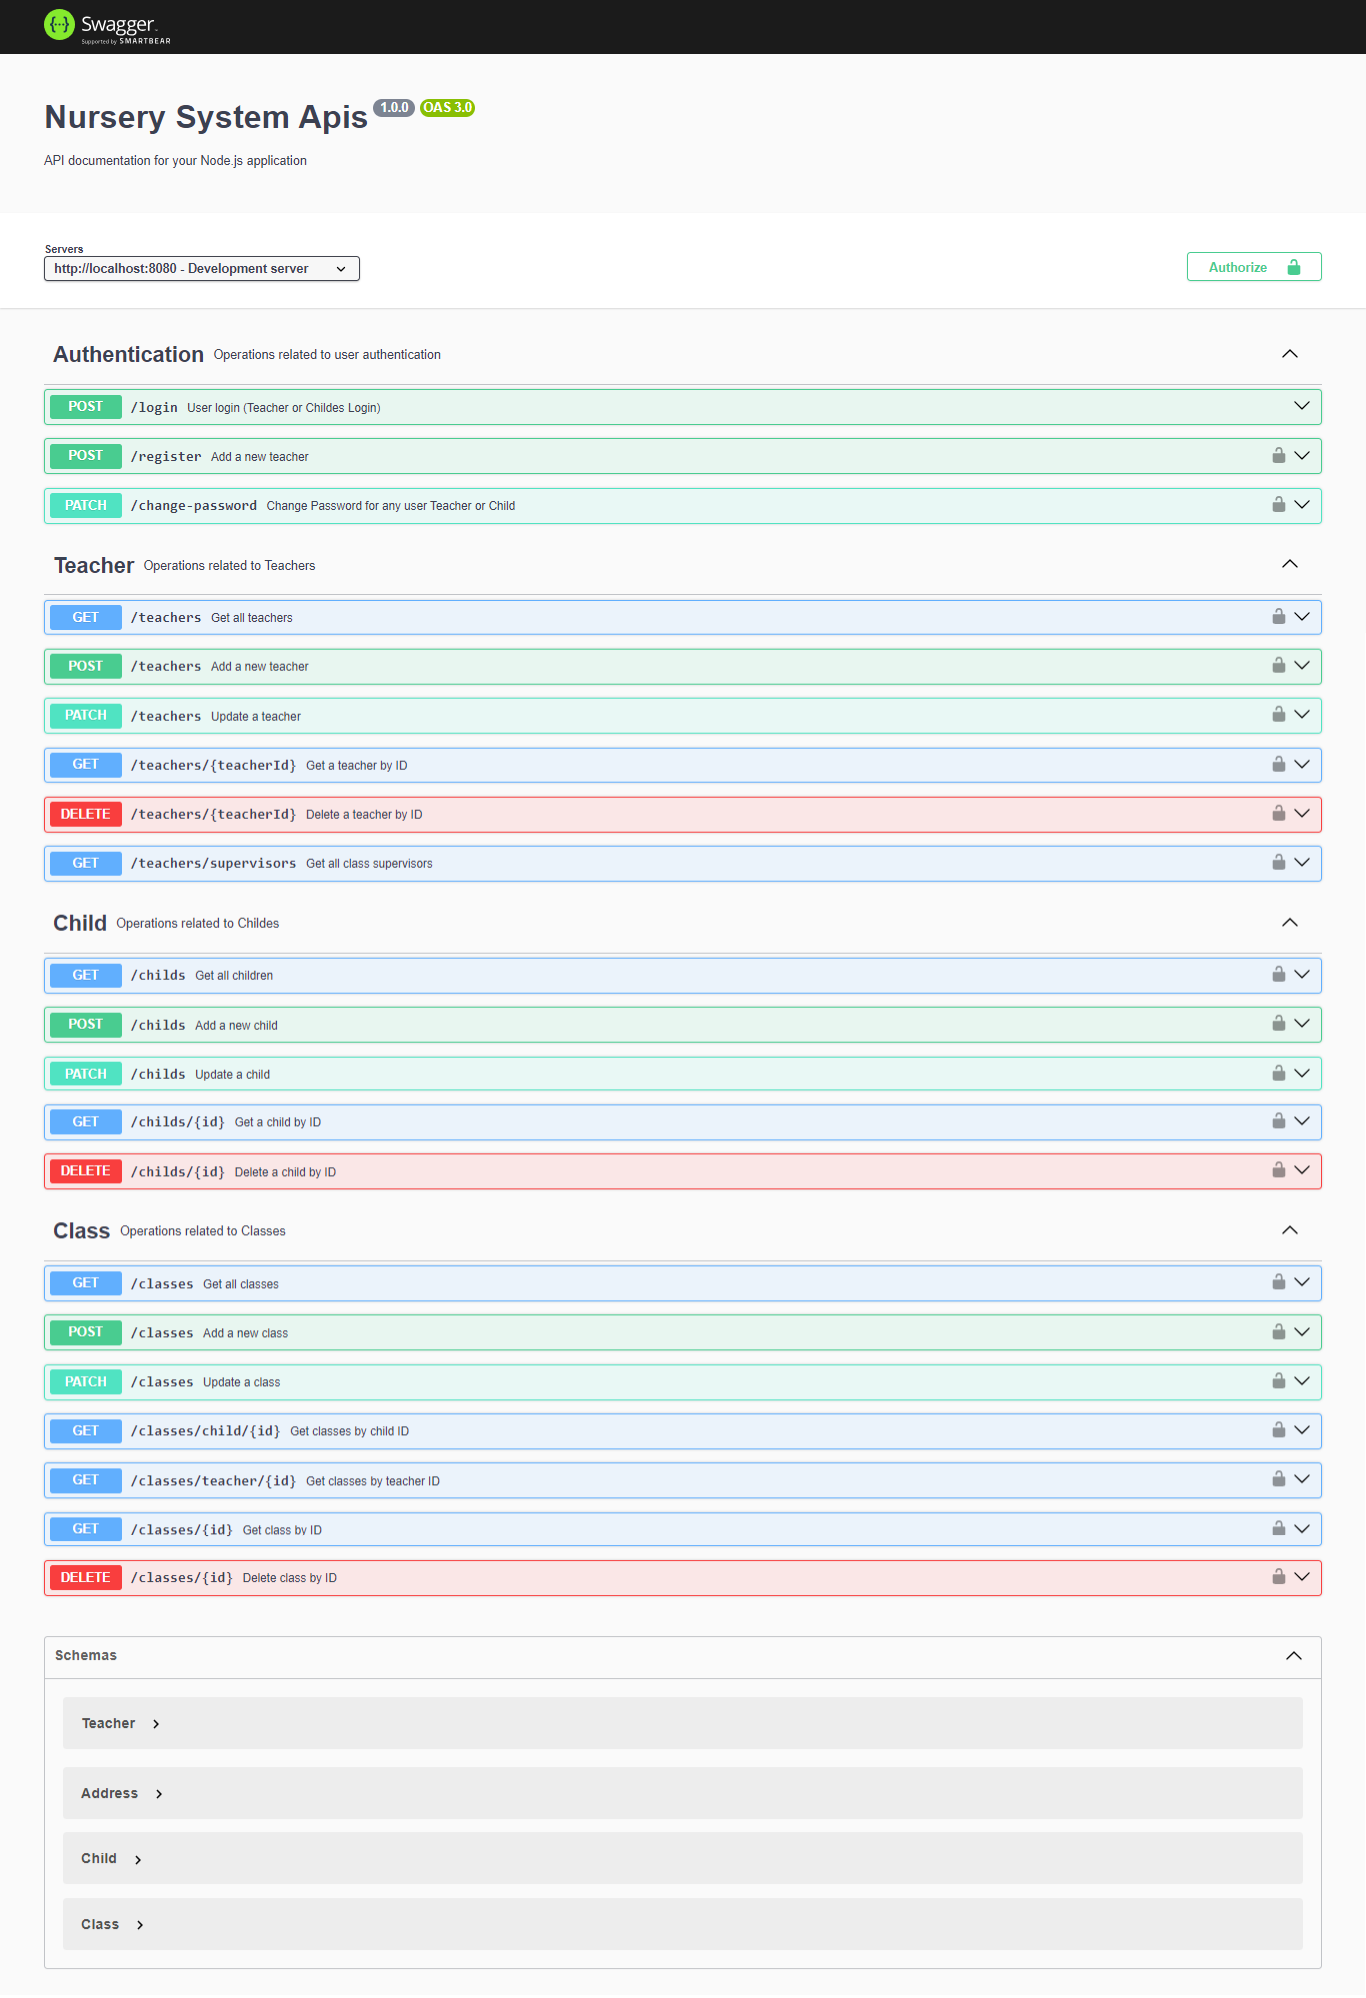 Swagger.
Supported by SMARTBEAR
Nursery System Apis 1.0.0 OAS 3.0
API documentation for your Node.js application
Servers
http://localhost:8080 - Development server
Authorize
Authentication Operations related to user authentication
POST /login User login (Teacher or Childes Login)
POST /register Add a new teacher
PATCH /change-password Change Password for any user Teacher or Child
Teacher Operations related to Teachers
GET /teachers Get all teachers
POST /teachers Add a new teacher
PATCH /teachers Update a teacher
GET /teachers/{teacherId} Get a teacher by ID
DELETE /teachers/{teacherId} Delete a teacher by ID
GET /teachers/supervisors Get all class supervisors
Child Operations related to Childes
GET /childs Get all children
POST /childs Add a new child
PATCH /childs Update a child
GET /childs/{id} Get a child by ID
DELETE /childs/{id} Delete a child by ID
Class Operations related to Classes
GET /classes Get all classes
POST /classes Add a new class
PATCH /classes Update a class
GET /classes/child/{id} Get classes by child ID
GET /classes/teacher/{id} Get classes by teacher ID
GET /classes/{id} Get class by ID
DELETE /classes/{id} Delete class by ID
Schemas
Teacher
Address
Child
Class